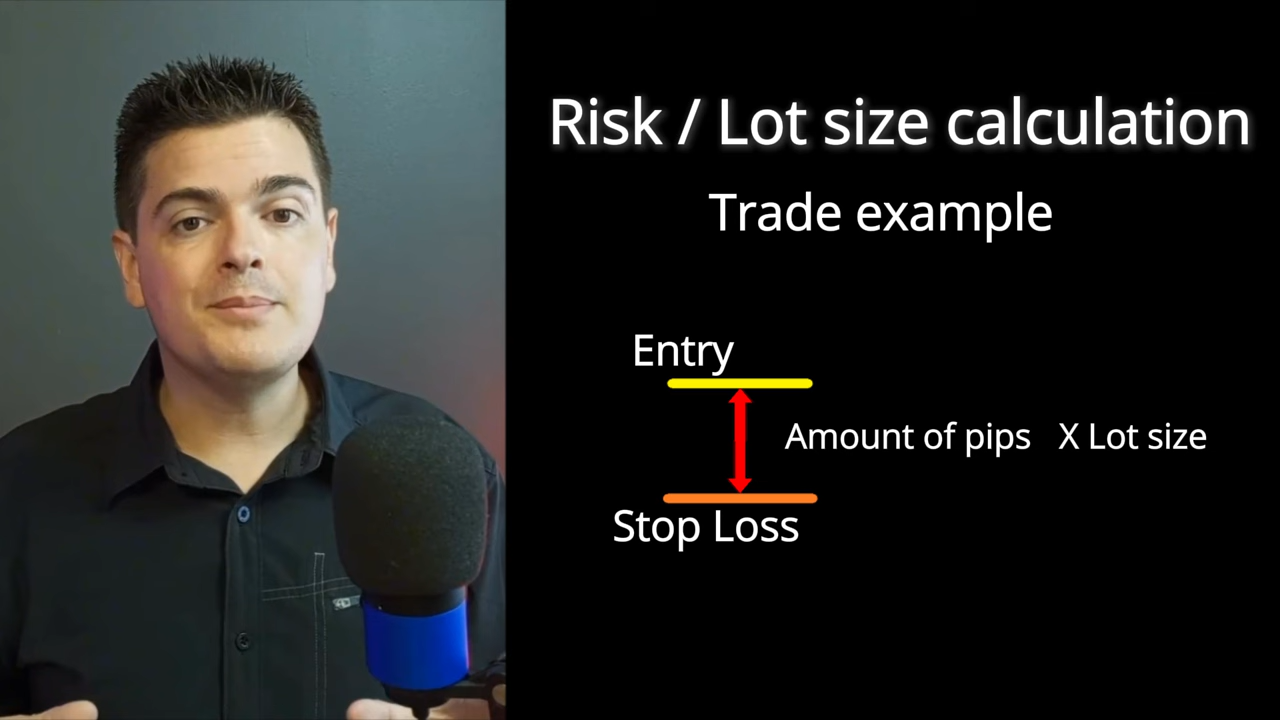 Risk / Lot size calculation
Trade example
Entry
Amount of pips X Lot size
Stop Loss